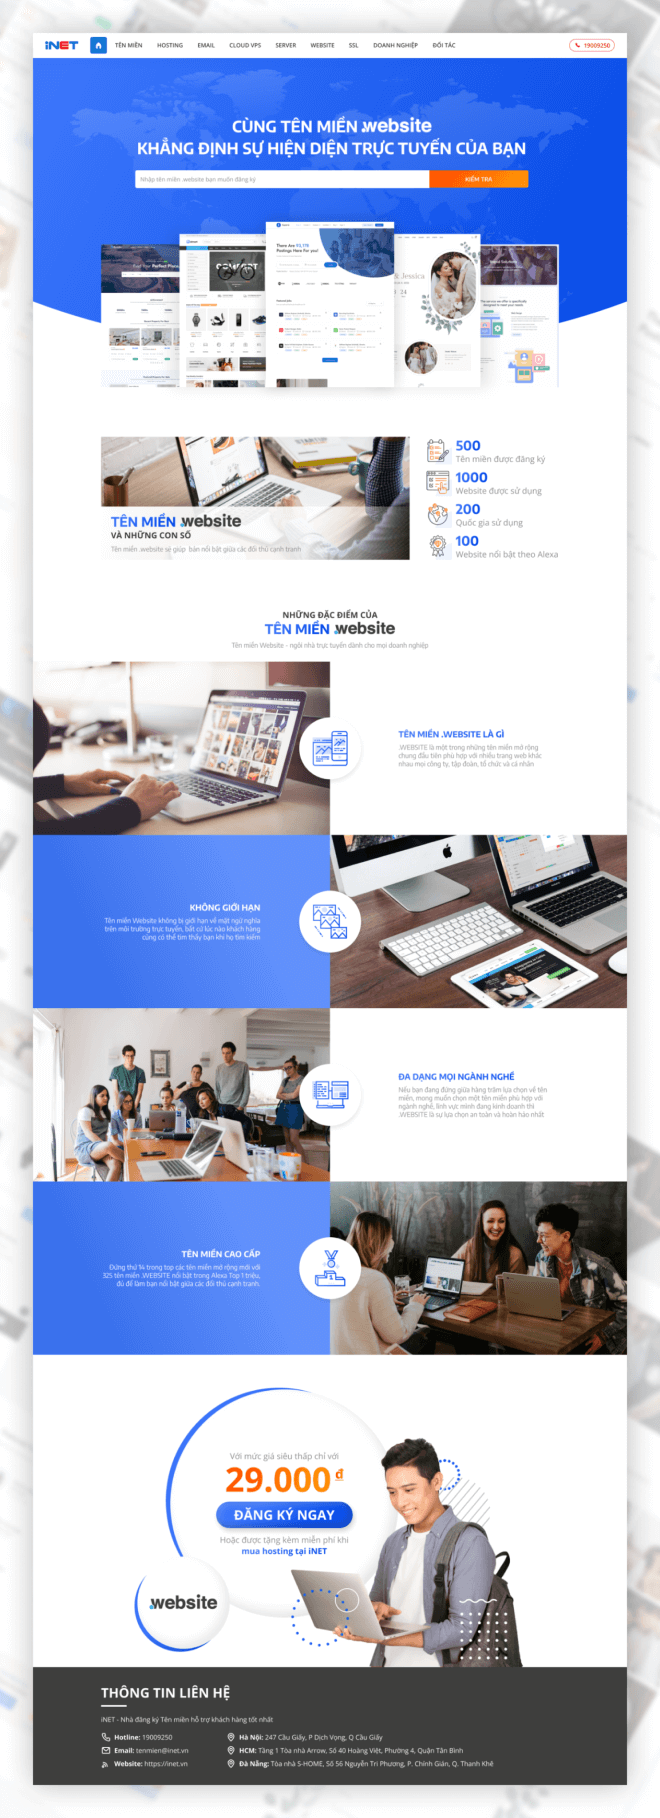 iNET
TÊN MIỀN HOSTING EMAIL CLOUD VPS SERVER WEBSITE SSL DOANH NGHIỆP ĐỐI TÁC
19009250
CÙNG TÊN MIỀN .website
KHẲNG ĐỊNH SỰ HIỆN DIỆN TRỰC TUYẾN CỦA BẠN
Nhập tên miền .website bạn muốn đăng ký
KIỂM TRA
There Are 93,178
Postings Here For you!
& Jessica
500
Tên miền được đăng ký
1000
Website được sử dụng
200
Quốc gia sử dụng
100
Website nổi bật theo Alexa
TÊN MIỀN .website
VÀ NHỮNG CON SỐ
Tên miền .website sẽ giúp bạn nổi bật giữa các đối thủ cạnh tranh
NHỮNG ĐẶC ĐIỂM CỦA
TÊN MIỀN .website
Tên miền Website - ngôi nhà trực tuyến dành cho mọi doanh nghiệp
TÊN MIỀN .WEBSITE LÀ GÌ
.WEBSITE là một trong những tên miền mở rộng
chung đầu tiên phù hợp với nhiều trang web khác
nhau mọi công ty, tập đoàn, tổ chức và cá nhân
KHÔNG GIỚI HẠN
Tên miền Website không bị giới hạn về mặt ngữ nghĩa
trên môi trường trực tuyến, bất cứ lúc nào khách hàng
cũng có thể tìm thấy bạn khi họ tìm kiếm
ĐA DẠNG MỌI NGÀNH NGHỀ
Nếu bạn đang đứng giữa hàng trăm lựa chọn về tên
miền, mong muốn chọn một tên miền phù hợp với
ngành nghề, lĩnh vực mình đang kinh doanh thì
.WEBSITE là sự lựa chọn an toàn và hoàn hảo nhất
TÊN MIỀN CAO CẤP
Đứng thứ 14 trong top các tên miền mở rộng mới với
325 tên miền .WEBSITE nổi bật trong Alexa Top 1 triệu,
đủ để làm bạn nổi bật giữa các đối thủ cạnh tranh.
Với mức giá siêu thấp chỉ với
29.000 đ
ĐĂNG KÝ NGAY
Hoặc được tặng kèm miễn phí khi
mua hosting tại iNET
.website
THÔNG TIN LIÊN HỆ
iNET - Nhà đăng ký Tên miền hỗ trợ khách hàng tốt nhất
Hotline: 19009250
Email: tenmien@inet.vn
Website: https://inet.vn
Hà Nội: 247 Cầu Giấy, P Dịch Vọng, Q Cầu Giấy
HCM: Tầng 1 Tòa nhà Arrow, Số 40 Hoàng Việt, Phường 4, Quận Tân Bình
Đà Nẵng: Tòa nhà S-HOME, Số 56 Nguyễn Tri Phương, P. Chính Gián, Q. Thanh Khê